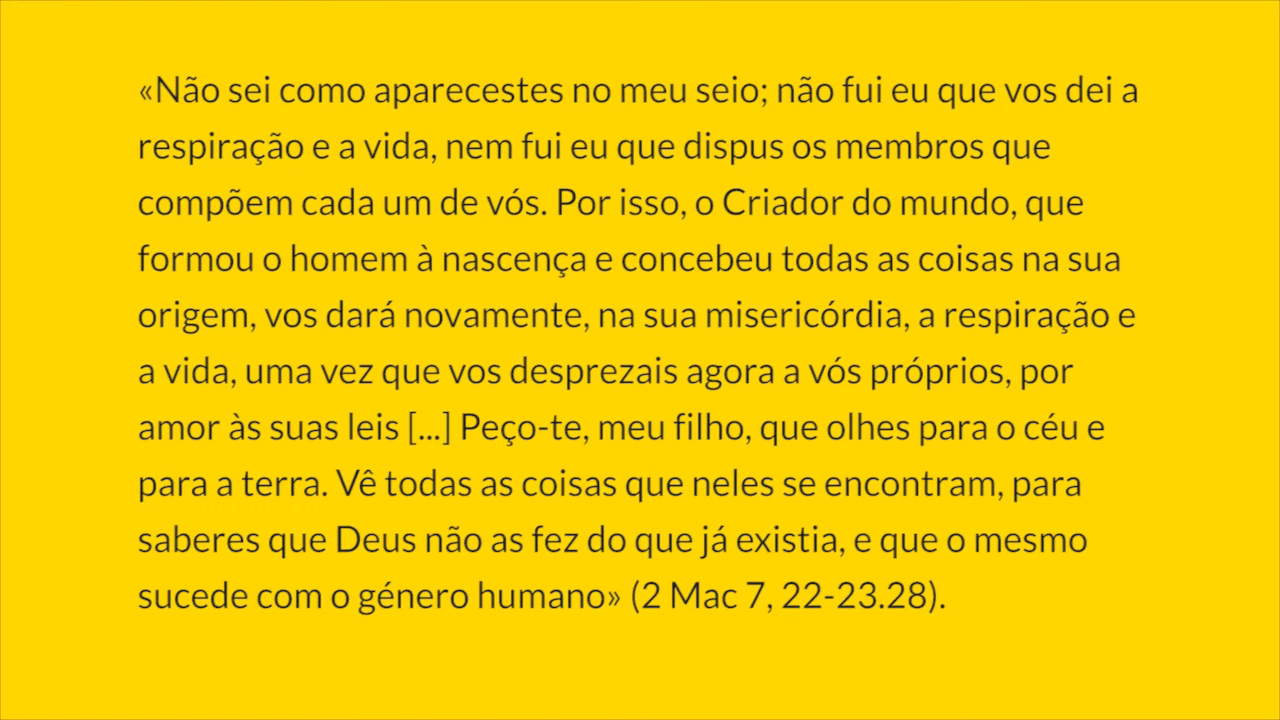 «Não sei como aparecestes no meu seio; não fui eu que vos dei a
respiração e a vida, nem fui eu que dispus os membros que
compõem cada um de vós. Por isso, o Criador do mundo, que
formou o homem à nascença e concebeu todas as coisas na sua
origem, vos dará novamente, na sua misericórdia, a respiração e
a vida, uma vez que vos desprezais agora a vós próprios, por
amor às suas leis [...] Peço-te, meu filho, que olhes para o céu e
para a terra. Vê todas as coisas que neles se encontram, para
saberes que Deus não as fez do que já existia, e que o mesmo
sucede com o género humano» (2 Mac 7, 22-23.28).